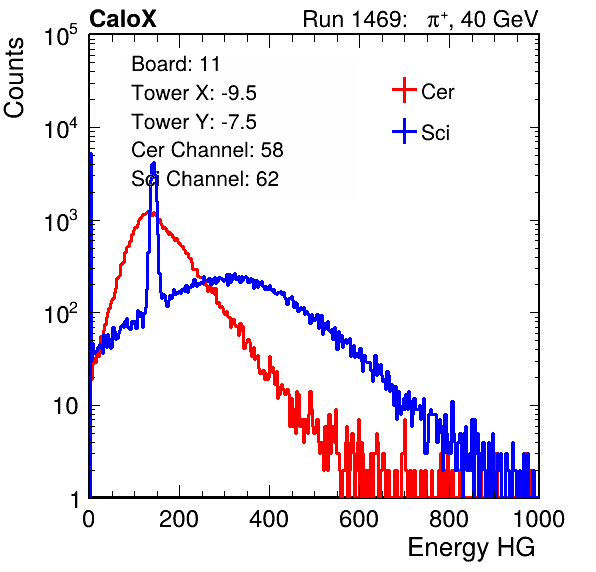 CaloX Run 1469: π⁺, 40 GeV
Counts
Board: 11
Tower X: -9.5
Tower Y: -7.5
Cer Channel: 58
Sci Channel: 62
Cer
Sci
10⁵
10⁴
10³
10²
10
1
0 200 400 600 800 1000
Energy HG